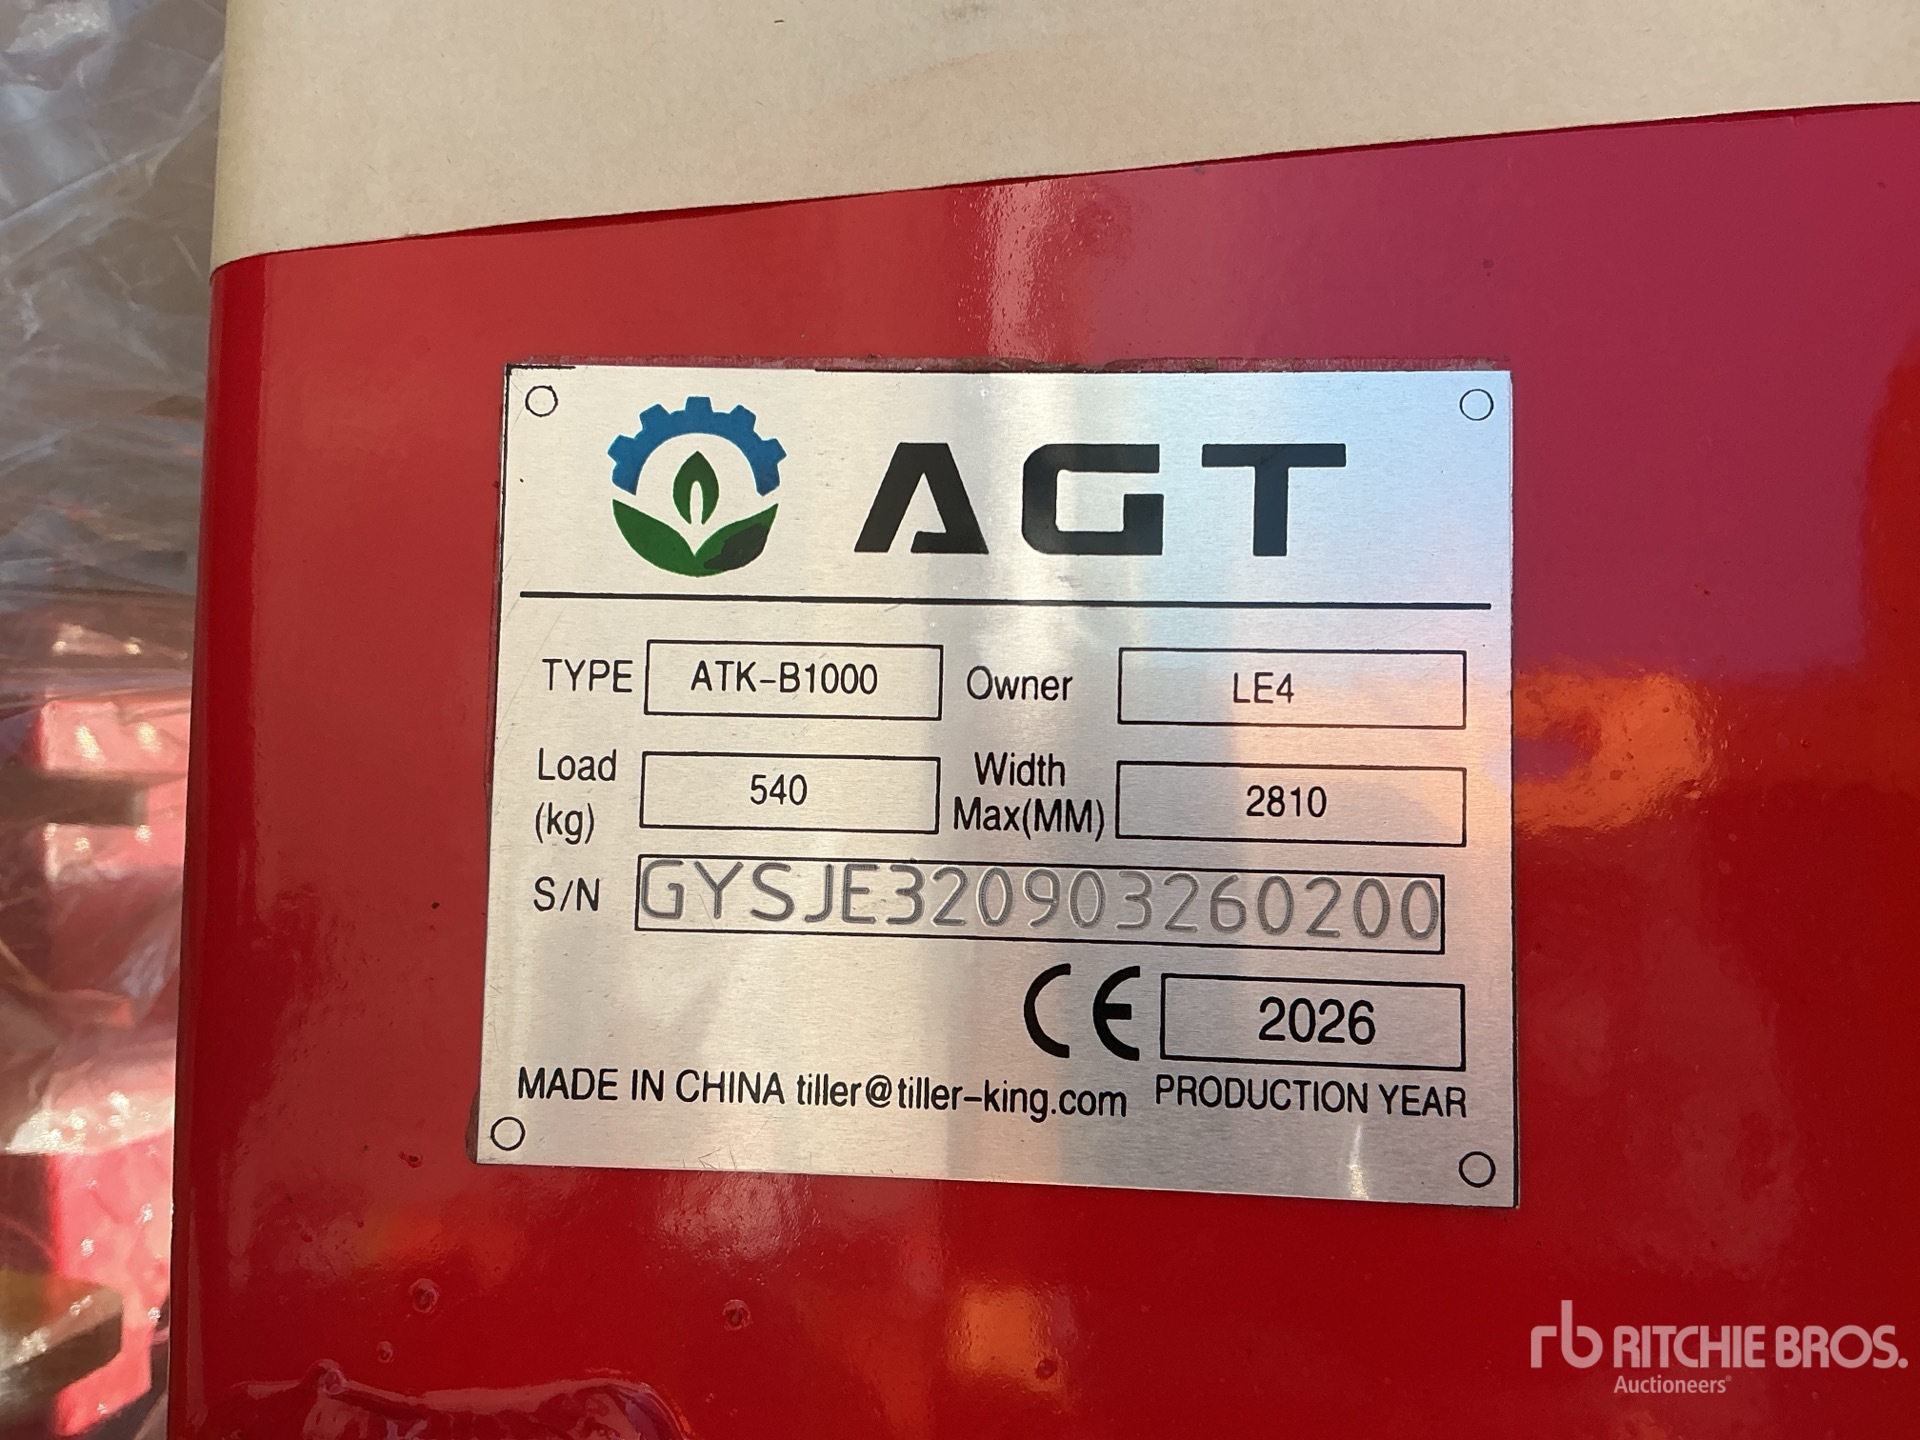 AGT
TYPE ATK-B1000 Owner LE4
Load (kg) 540 Width Max(MM) 2810
S/N GYSJE320903260200
CE 2026
MADE IN CHINA tiller@tiller-king.com PRODUCTION YEAR
rb RITCHIE BROS.
Auctioneers